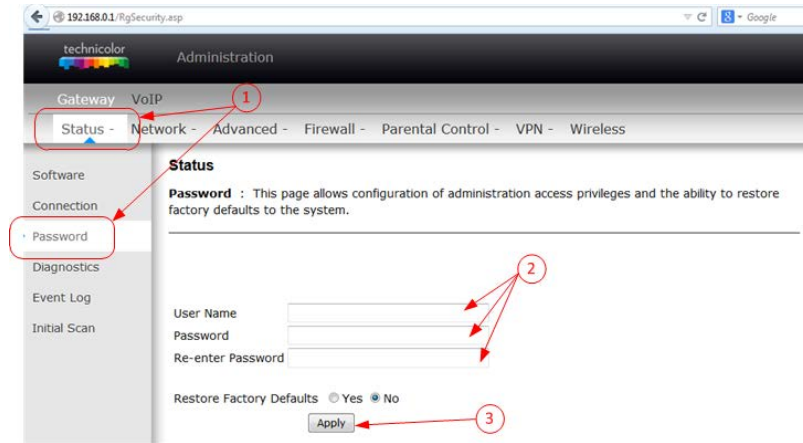 192.168.0.1/RgSecurity.asp
Google
technicolor
Administration
Gateway VoIP
1
Status - Network - Advanced - Firewall - Parental Control - VPN - Wireless
Software
Connection
Password
Diagnostics
Event Log
Initial Scan
Status
Password : This page allows configuration of administration access privileges and the ability to restore
factory defaults to the system.
2
User Name
Password
Re-enter Password
Restore Factory Defaults Yes No
Apply
3